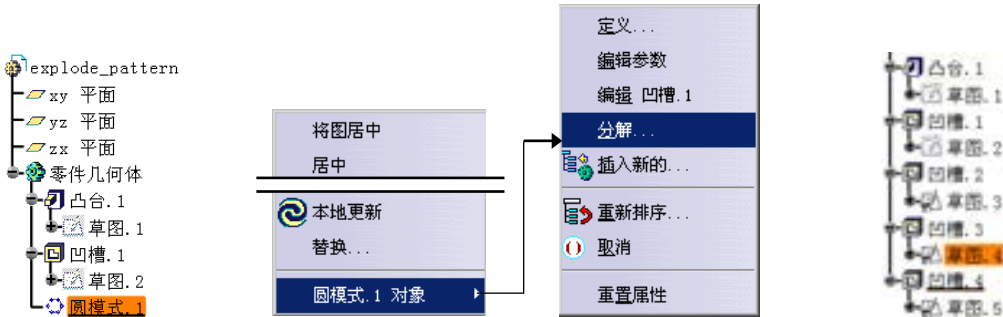 explode_pattern
xy 平面
yz 平面
zx 平面
零件几何体
凸台.1
草图.1
凹槽.1
草图.2
圆模式.1
将图居中
居中
本地更新
替换...
圆模式.1 对象
定义...
编辑参数
编辑 凹槽.1
分解...
插入新的...
重新排序...
取消
重置属性
凸台.1
草图.1
凹槽.1
草图.2
凹槽.2
草图.3
凹槽.3
草图.4
凹槽.4
草图.5